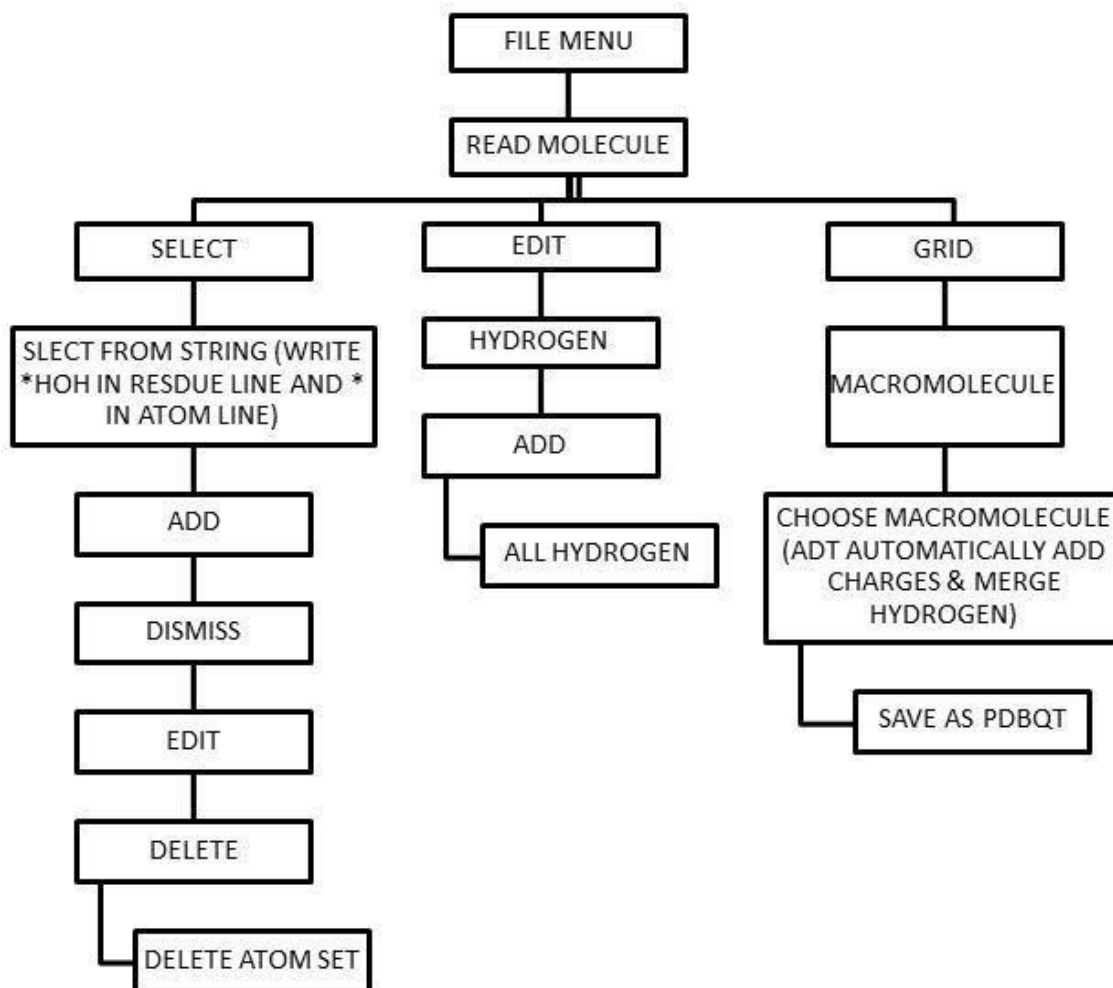 FILE MENU
READ MOLECULE
SELECT
SLECT FROM STRING (WRITE
*HOH IN RESDUE LINE AND *
IN ATOM LINE)
ADD
DISMISS
EDIT
DELETE
DELETE ATOM SET
EDIT
HYDROGEN
ADD
ALL HYDROGEN
GRID
MACROMOLECULE
CHOOSE MACROMOLECULE
(ADT AUTOMATICALLY ADD
CHARGES & MERGE
HYDROGEN)
SAVE AS PDBQT